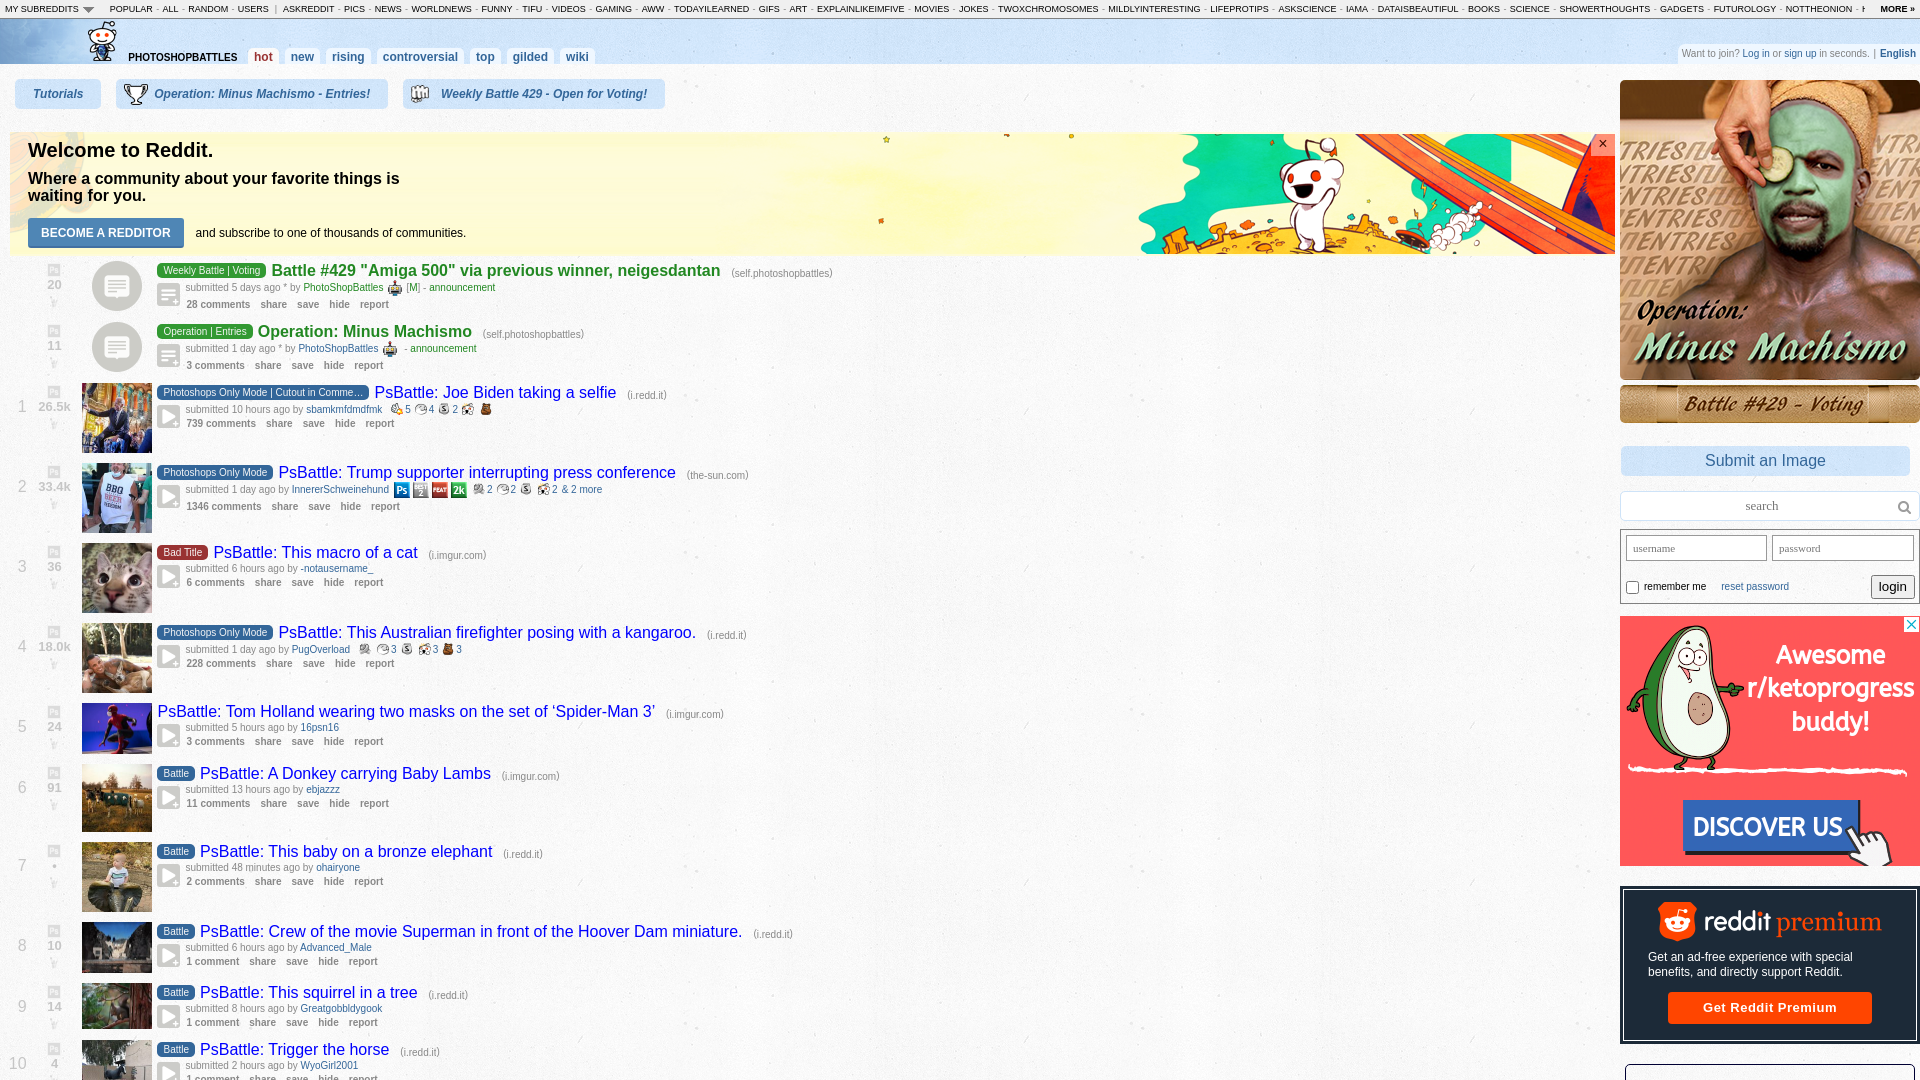 MY SUBREDDITS POPULAR - ALL - RANDOM - USERS | ASKREDDIT - PICS - NEWS - WORLDNEWS - FUNNY - TIFU - VIDEOS - GAMING - AWW - TODAYILEARNED - GIFS - ART - EXPLAINLIKEIMFIVE - MOVIES - JOKES - TWOXCHROMOSOMES - MILDLYINTERESTING - LIFEPROTIPS - ASKSCIENCE - IAMA - DATAISBEAUTIFUL - BOOKS - SCIENCE - SHOWERTHOUGHTS - GADGETS - FUTUROLOGY - NOTTHEONION - MORE »
PHOTOSHOPBATTLES hot new rising controversial top gilded wiki
Want to join? Log in or sign up in seconds. | English
Tutorials
Operation: Minus Machismo - Entries!
Weekly Battle 429 - Open for Voting!
Welcome to Reddit.
Where a community about your favorite things is
waiting for you.
BECOME A REDDITOR and subscribe to one of thousands of communities.
×
20
Weekly Battle | Voting Battle #429 "Amiga 500" via previous winner, neigesdantan (self.photoshopbattles)
submitted 5 days ago * by PhotoShopBattles [M] - announcement
28 comments share save hide report
11
Operation | Entries Operation: Minus Machismo (self.photoshopbattles)
submitted 1 day ago * by PhotoShopBattles - announcement
3 comments share save hide report
1 26.5k
Photoshops Only Mode | Cutout in Comme… PsBattle: Joe Biden taking a selfie (i.redd.it)
submitted 10 hours ago by sbamkmfdmdfmk 5 4 2
739 comments share save hide report
2 33.4k
BBQ BEER FREEDOM
Photoshops Only Mode PsBattle: Trump supporter interrupting press conference (the-sun.com)
submitted 1 day ago by InnererSchweinehund Ps 2k 2 2 2 & 2 more
1346 comments share save hide report
3 36
Bad Title PsBattle: This macro of a cat (i.imgur.com)
submitted 6 hours ago by -notausername_
6 comments share save hide report
4 18.0k
Photoshops Only Mode PsBattle: This Australian firefighter posing with a kangaroo. (i.redd.it)
submitted 1 day ago by PugOverload 3 3 3
228 comments share save hide report
5 24
PsBattle: Tom Holland wearing two masks on the set of ‘Spider-Man 3’ (i.imgur.com)
submitted 5 hours ago by 16psn16
3 comments share save hide report
6 91
Battle PsBattle: A Donkey carrying Baby Lambs (i.imgur.com)
submitted 13 hours ago by ebjazzz
11 comments share save hide report
7 •
Battle PsBattle: This baby on a bronze elephant (i.redd.it)
submitted 48 minutes ago by ohairyone
2 comments share save hide report
8 10
Battle PsBattle: Crew of the movie Superman in front of the Hoover Dam miniature. (i.redd.it)
submitted 6 hours ago by Advanced_Male
1 comment share save hide report
9 14
Battle PsBattle: This squirrel in a tree (i.redd.it)
submitted 8 hours ago by Greatgobbldygook
1 comment share save hide report
10 4
Battle PsBattle: Trigger the horse (i.redd.it)
submitted 2 hours ago by WyoGirl2001
1 comment share save hide report
Operation:
Minus Machismo
Battle #429 - Voting
Submit an Image
search
username password
remember me reset password login
Awesome
r/ketoprogress
buddy!
DISCOVER US
reddit premium
Get an ad-free experience with special
benefits, and directly support Reddit.
Get Reddit Premium